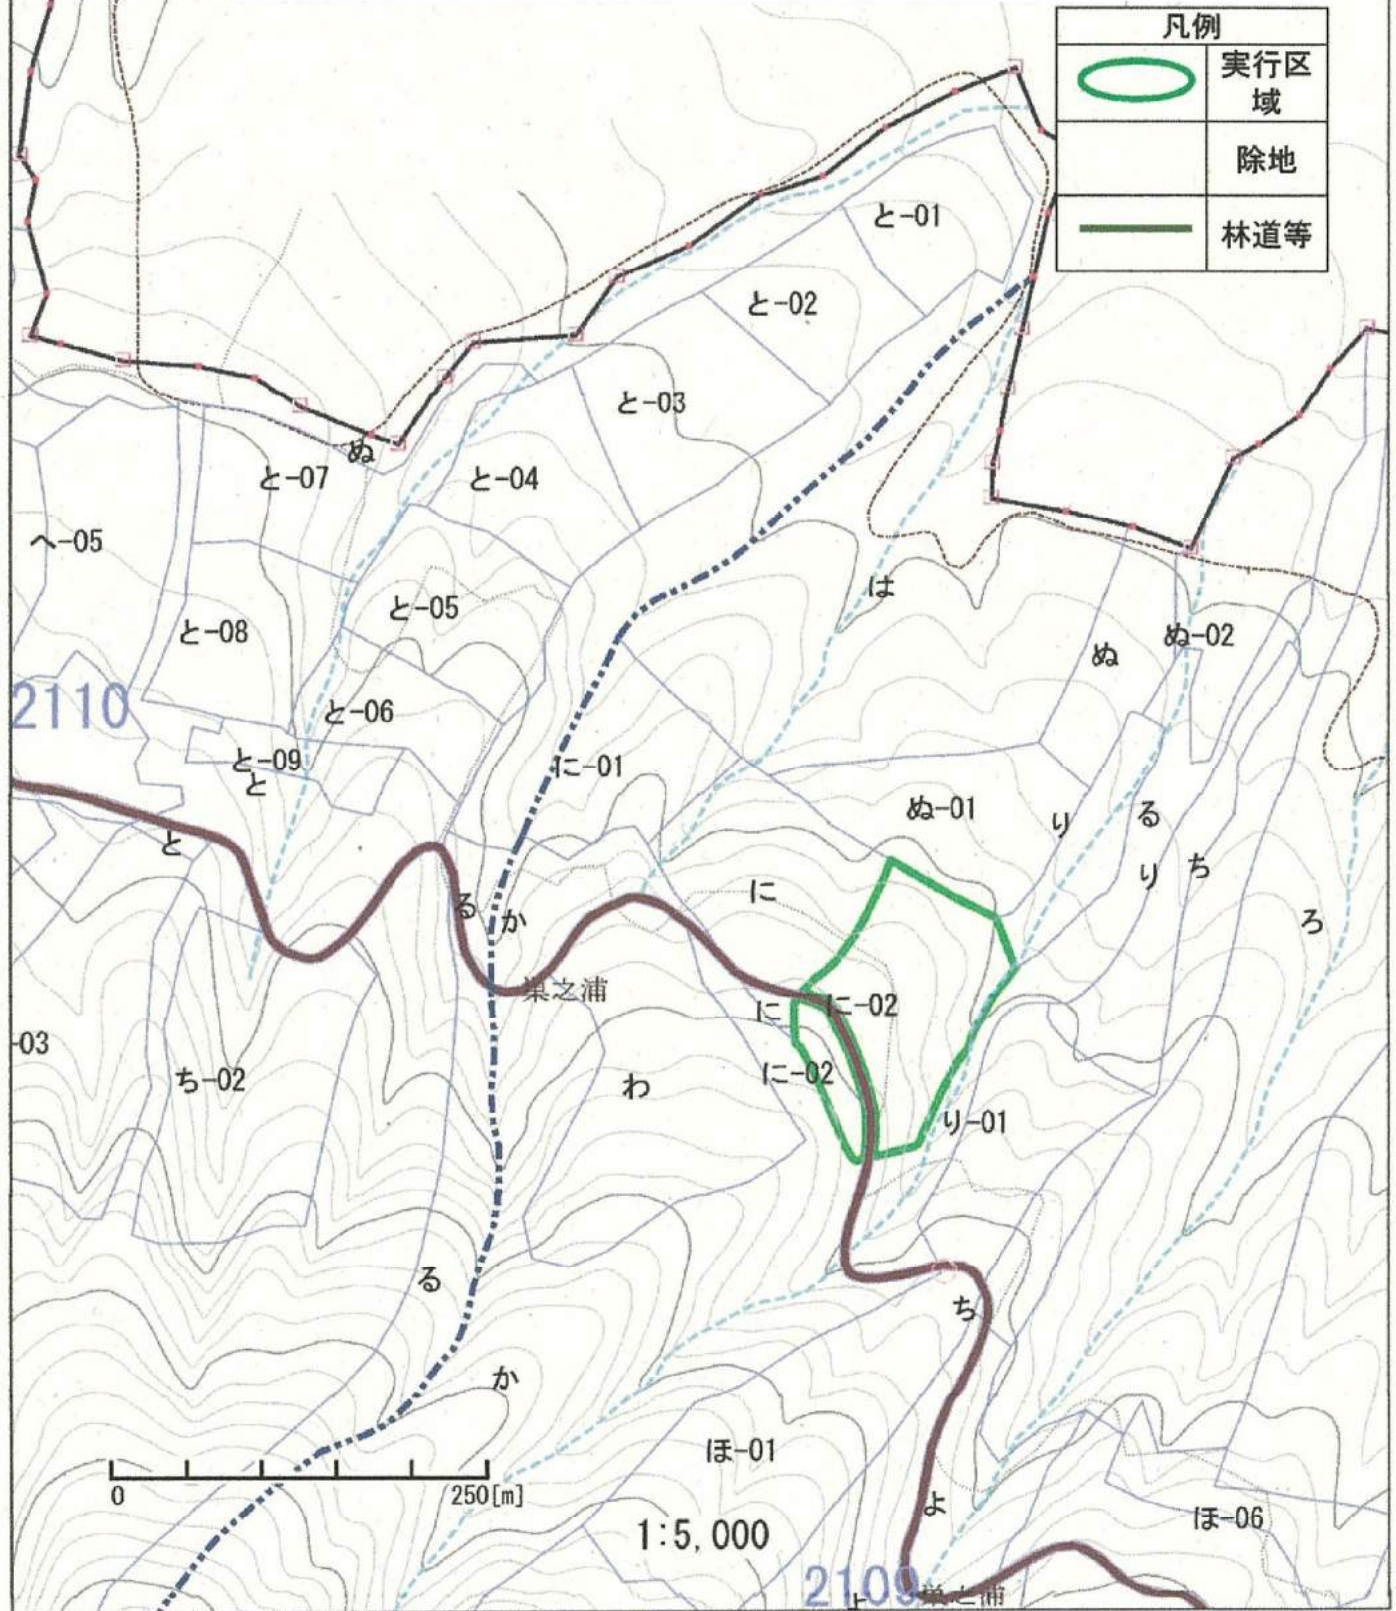 凡例
実行区
域
除地
林道等
と-01
と-02
と-03
ぬ
と-07
と-04
へ-05
は
と-05
と-08
ぬ-02
ぬ
2110
と-06
と-09
と
に-01
ぬ-01
り
る
と
り
ち
に
る
か
ろ
巣之浦
に
に-02
-03
ち-02
に-02
わ
り-01
る
ち
か
ほ-01
0
250[m]
よ
ほ-06
1:5,000
2109
巣之浦
よ